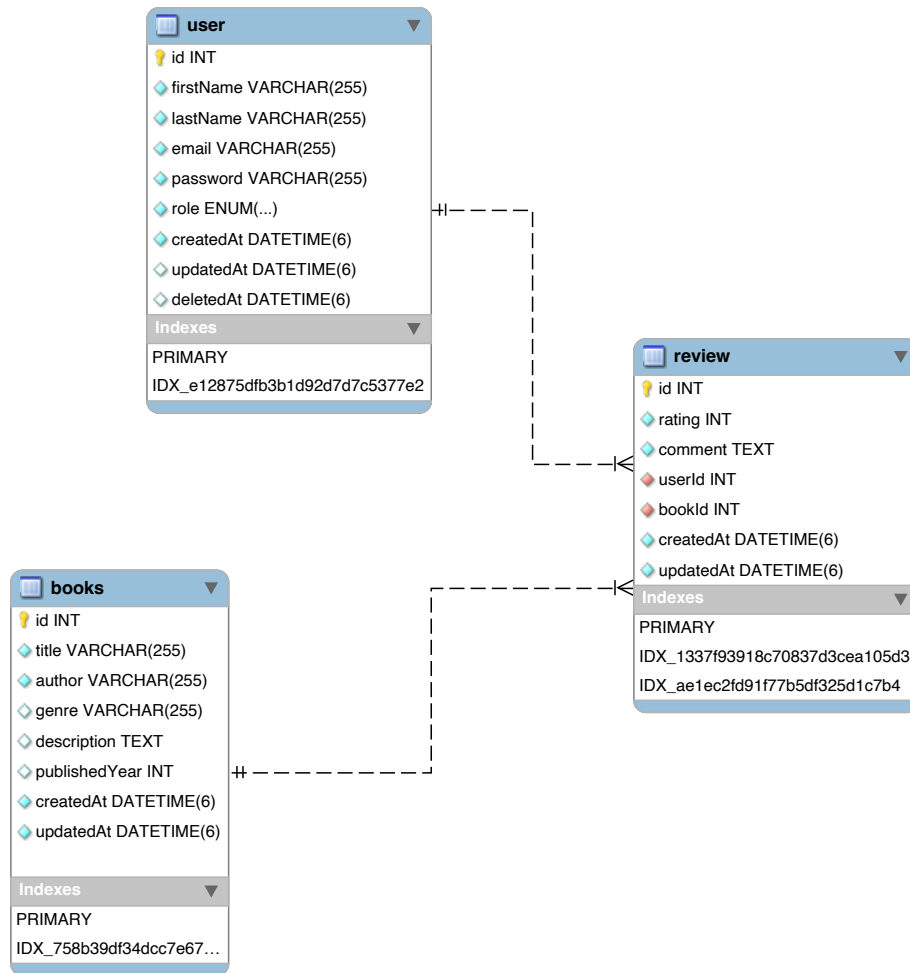 user
id INT
firstName VARCHAR(255)
lastName VARCHAR(255)
email VARCHAR(255)
password VARCHAR(255)
role ENUM(...)
createdAt DATETIME(6)
updatedAt DATETIME(6)
deletedAt DATETIME(6)
Indexes
PRIMARY
IDX_e12875dfb3b1d92d7d7c5377e2
review
id INT
rating INT
comment TEXT
userId INT
bookId INT
createdAt DATETIME(6)
updatedAt DATETIME(6)
Indexes
PRIMARY
IDX_1337f93918c70837d3cea105d3
IDX_ae1ec2fd91f77b5df325d1c7b4
books
id INT
title VARCHAR(255)
author VARCHAR(255)
genre VARCHAR(255)
description TEXT
publishedYear INT
createdAt DATETIME(6)
updatedAt DATETIME(6)
Indexes
PRIMARY
IDX_758b39df34dcc7e67...